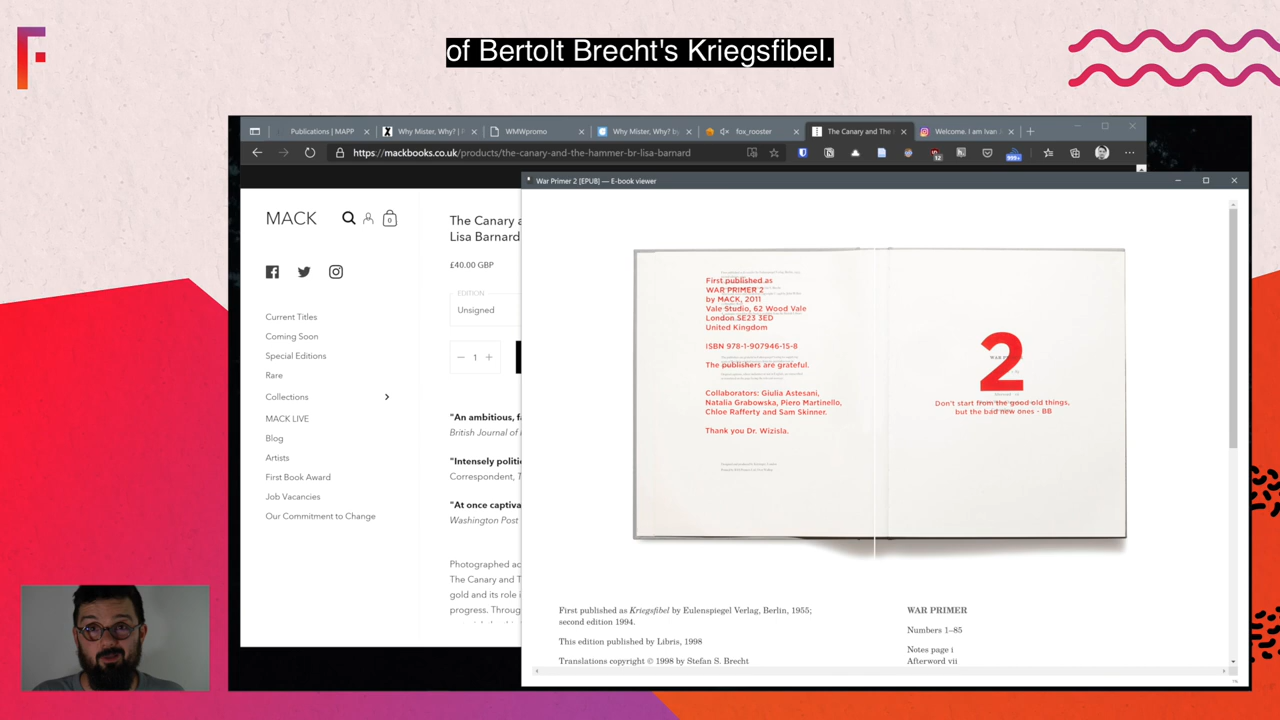 of Bertolt Brecht's Kriegsfibel.
Publications | MAPP
Why Mister, Why? |
WMWpromo
Why Mister, Why? by
fox_rooster
The Canary and The
Welcome. I am Ivan
https://mackbooks.co.uk/products/the-canary-and-the-hammer-br-lisa-barnard
12
999+
War Primer 2 [EPUB] — E-book viewer
MACK
0
Current Titles
Coming Soon
Special Editions
Rare
Collections
MACK LIVE
Blog
Artists
First Book Award
Job Vacancies
Our Commitment to Change
The Canary a
Lisa Barnard
£40.00 GBP
EDITION
Unsigned
1
"An ambitious, fa
British Journal of
"Intensely politi
Correspondent, T
"At once captiva
Washington Post
Photographed ac
The Canary and T
gold and its role i
progress. Throug
First published as
WAR PRIMER 2
by MACK, 2011
Vale Studio, 62 Wood Vale
London SE23 3ED
United Kingdom
ISBN 978-1-907946-15-8
The publishers are grateful.
Collaborators: Giulia Astesani,
Natalia Grabowska, Piero Martinello,
Chloe Rafferty and Sam Skinner.
Thank you Dr. Wizisla.
2
Don't start from the good old things,
but the bad new ones - BB
First published as Kriegsfibel by Eulenspiegel Verlag, Berlin, 1955;
second edition 1994.
This edition published by Libris, 1998
Translations copyright © 1998 by Stefan S. Brecht
WAR PRIMER
Numbers 1–85
Notes page i
Afterword vii